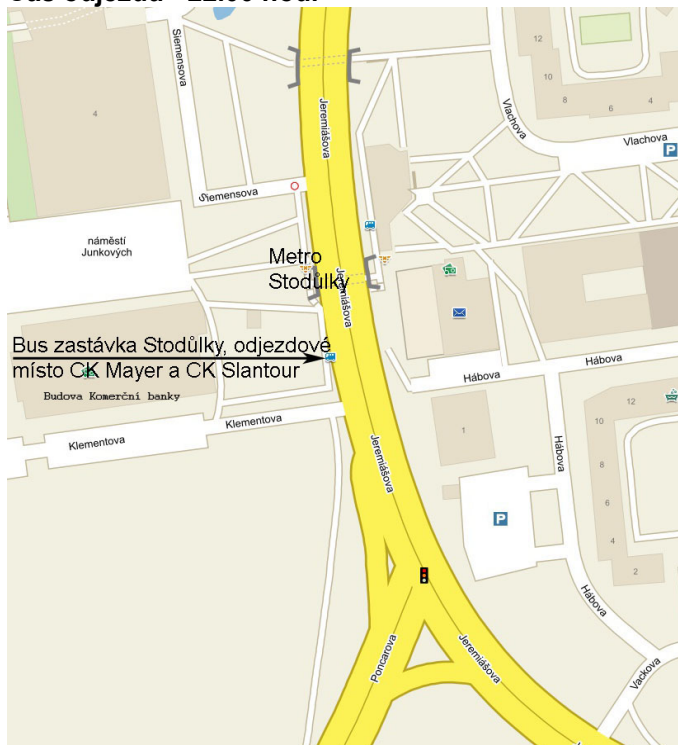 Siemensova
Jeremiášova
12
10
8
6
4
Vlachova
Vlachova
P
4
Siemensova
náměstí
Junkových
Metro
Stodůlky
Jeremiášova
Bus zastávka Stodůlky, odjezdové
místo CK Mayer a CK Slantour
Budova Komerční banky
Hábova
Hábova
Klementova
Klementova
Jeremiášova
1
Hábova
12
10
8
6
4
2
P
Hábova
Poncarova
Jeremiášova
Vackova